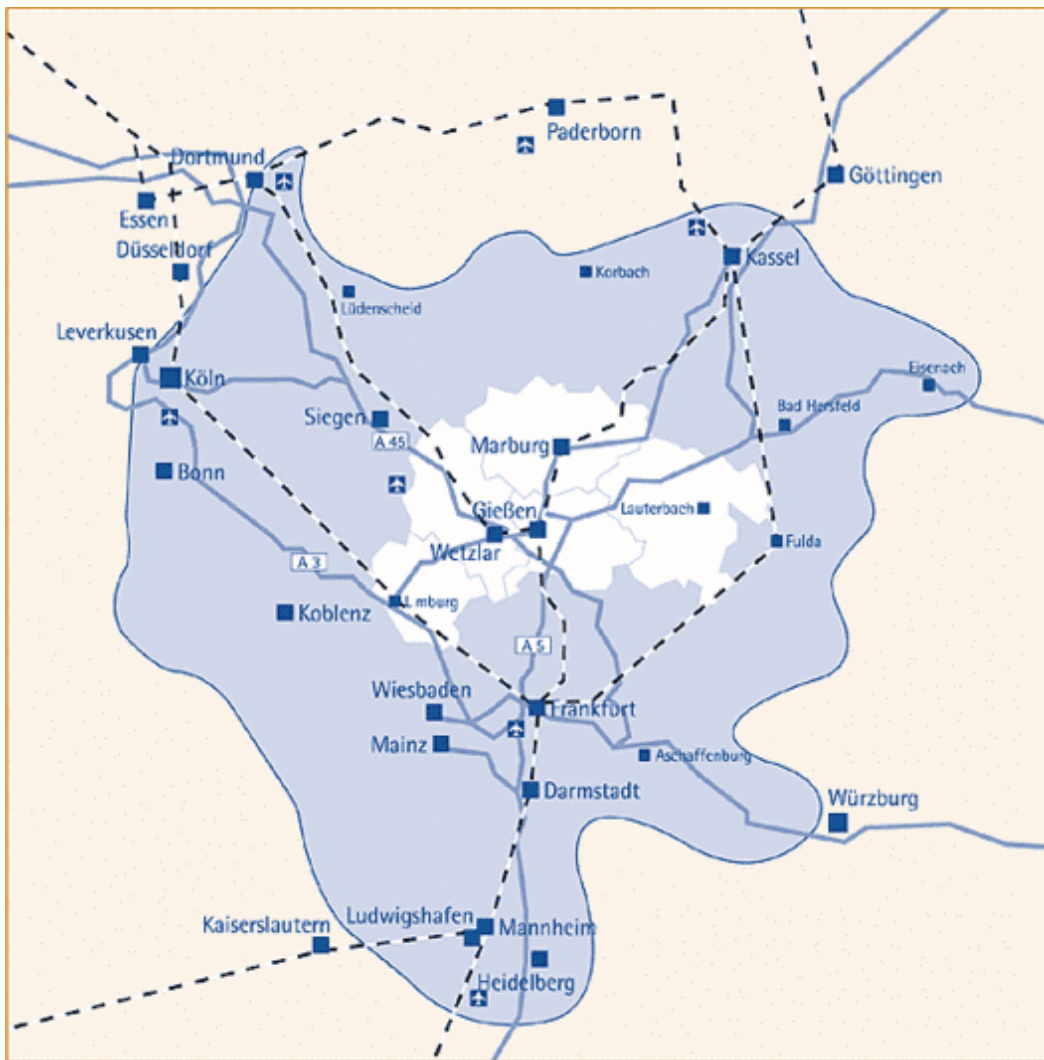 Paderborn
Dortmund
Göttingen
Essen
Düsseldorf
Kassel
Korbach
Lüdenscheid
Leverkusen
Köln
Eisenach
Siegen
Bad Hersfeld
A 45
Marburg
Bonn
Gießen
Lauterbach
Wetzlar
Fulda
A 3
Limburg
Koblenz
A 5
Wiesbaden
Frankfurt
Mainz
Aschaffenburg
Darmstadt
Würzburg
Ludwigshafen
Kaiserslautern
Mannheim
Heidelberg